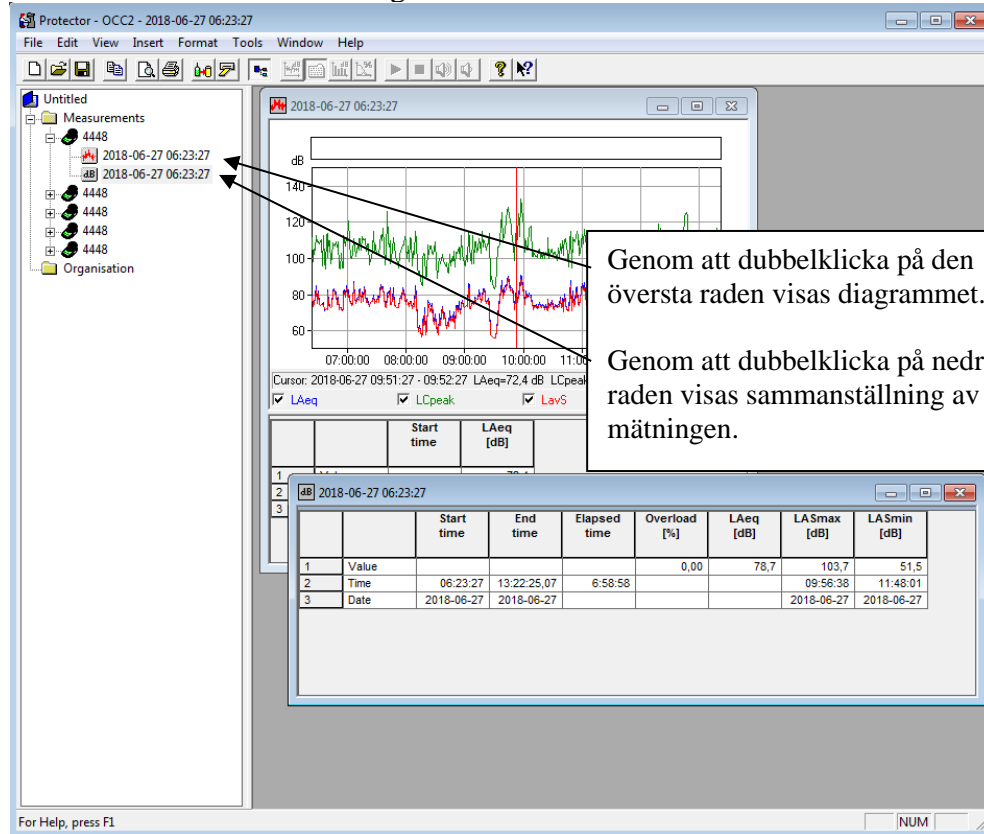 Protector - OCC2 - 2018-06-27 06:23:27
File Edit View Insert Format Tools Window Help
Untitled
Measurements
4448
2018-06-27 06:23:27
dB 2018-06-27 06:23:27
4448
4448
4448
4448
Organisation
2018-06-27 06:23:27
dB
140
120
100
80
60
07:00:00 08:00:00 09:00:00 10:00:00 11:0
Cursor: 2018-06-27 09:51:27 - 09:52:27 LAeq=72,4 dB LCpeak
LAeq LCpeak LavS
Start time LAeq [dB]
1
2
3
Genom att dubbelklicka på den
översta raden visas diagrammet.
Genom att dubbelklicka på nedr
raden visas sammanställning av
mätningen.
dB 2018-06-27 06:23:27
Start End Elapsed Overload LAeq LASmax LASmin
time time time [%] [dB] [dB] [dB]
1 Value 0,00 78,7 103,7 51,5
2 Time 06:23:27 13:22:25,07 6:58:58 09:56:38 11:48:01
3 Date 2018-06-27 2018-06-27 2018-06-27 2018-06-27
For Help, press F1
NUM